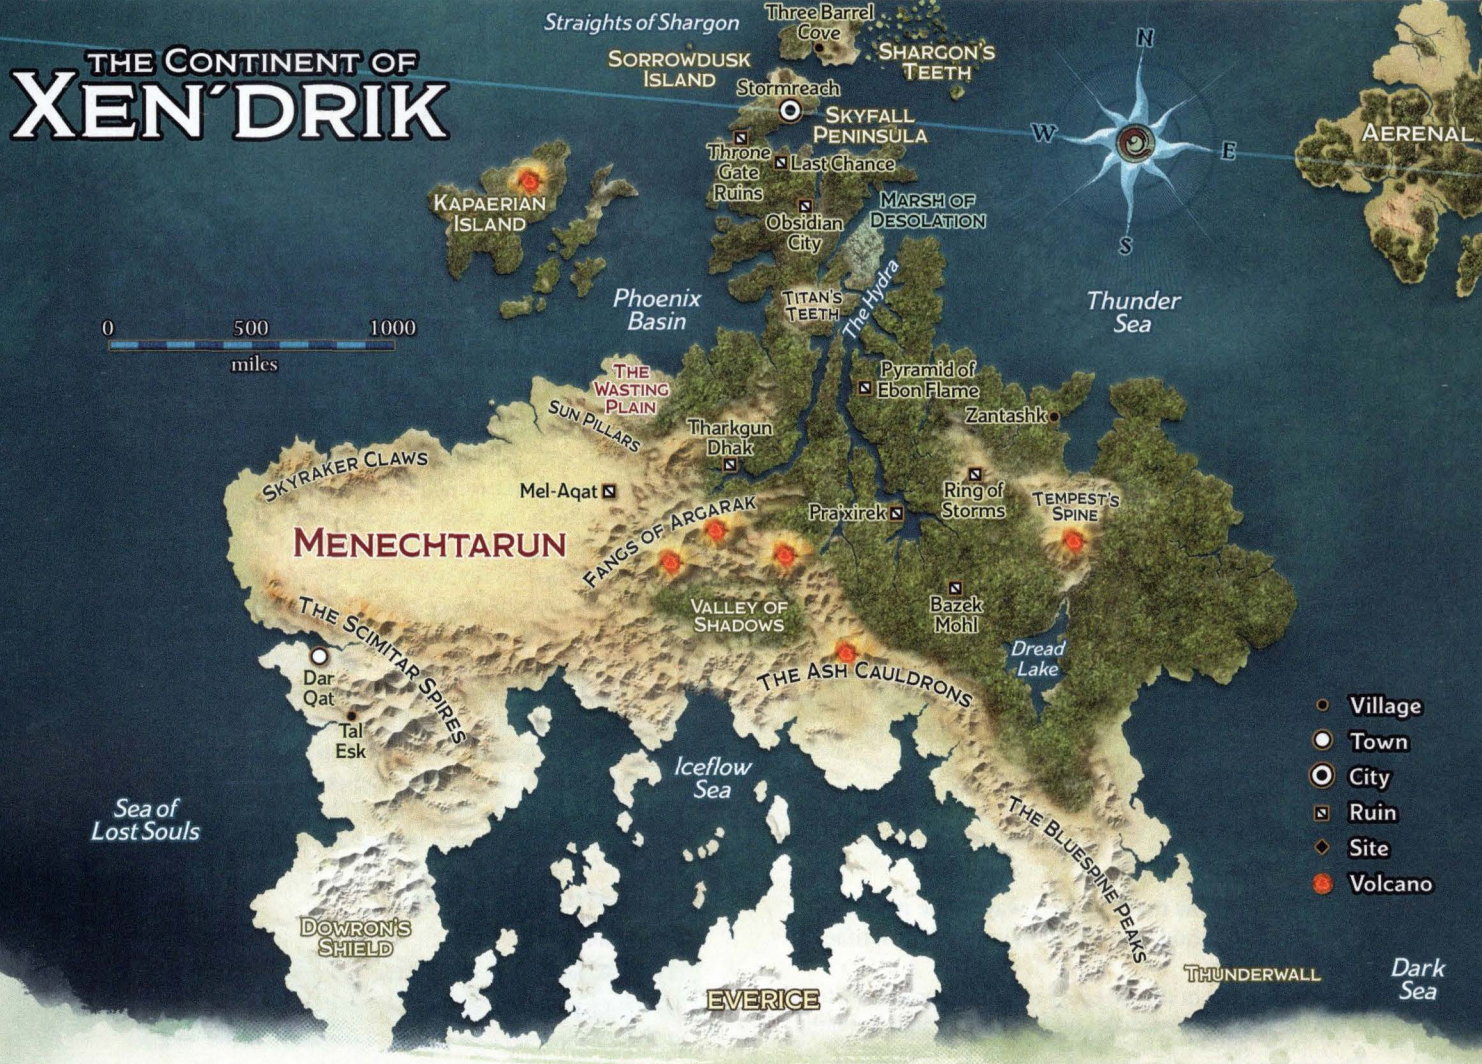 THE CONTINENT OF
XEN'DRIK
Straights of Shargon
Three Barrel
Cove
SORROWDUSK
ISLAND
SHARGON'S
TEETH
Stormreach
SKYFALL
PENINSULA
Throne
Gate
Ruins
Last Chance
Obsidian
City
MARSH OF
DESOLATION
N
W
E
S
AERENAL
KAPAERIAN
ISLAND
Phoenix
Basin
TITAN'S
TEETH
The Hydra
Thunder
Sea
0 500 1000
miles
THE
WASTING
PLAIN
SUN PILLARS
Pyramid of
Ebon Flame
Zantashk
Tharkgun
Dhak
SKYRAKER CLAWS
Mel-Aqat
Ring of
Storms
TEMPEST'S
SPINE
Praixirek
FANGS OF ARGARAK
MENECHTARUN
VALLEY OF
SHADOWS
Bazek
Mohl
THE SCIMITAR SPIRES
Dread
Lake
Dar
Qat
THE ASH CAULDRONS
Tal
Esk
Iceflow
Sea
Sea of
Lost Souls
THE BLUESPINE PEAKS
DOWRON'S
SHIELD
EVERICE
THUNDERWALL
Dark
Sea
Village
Town
City
Ruin
Site
Volcano